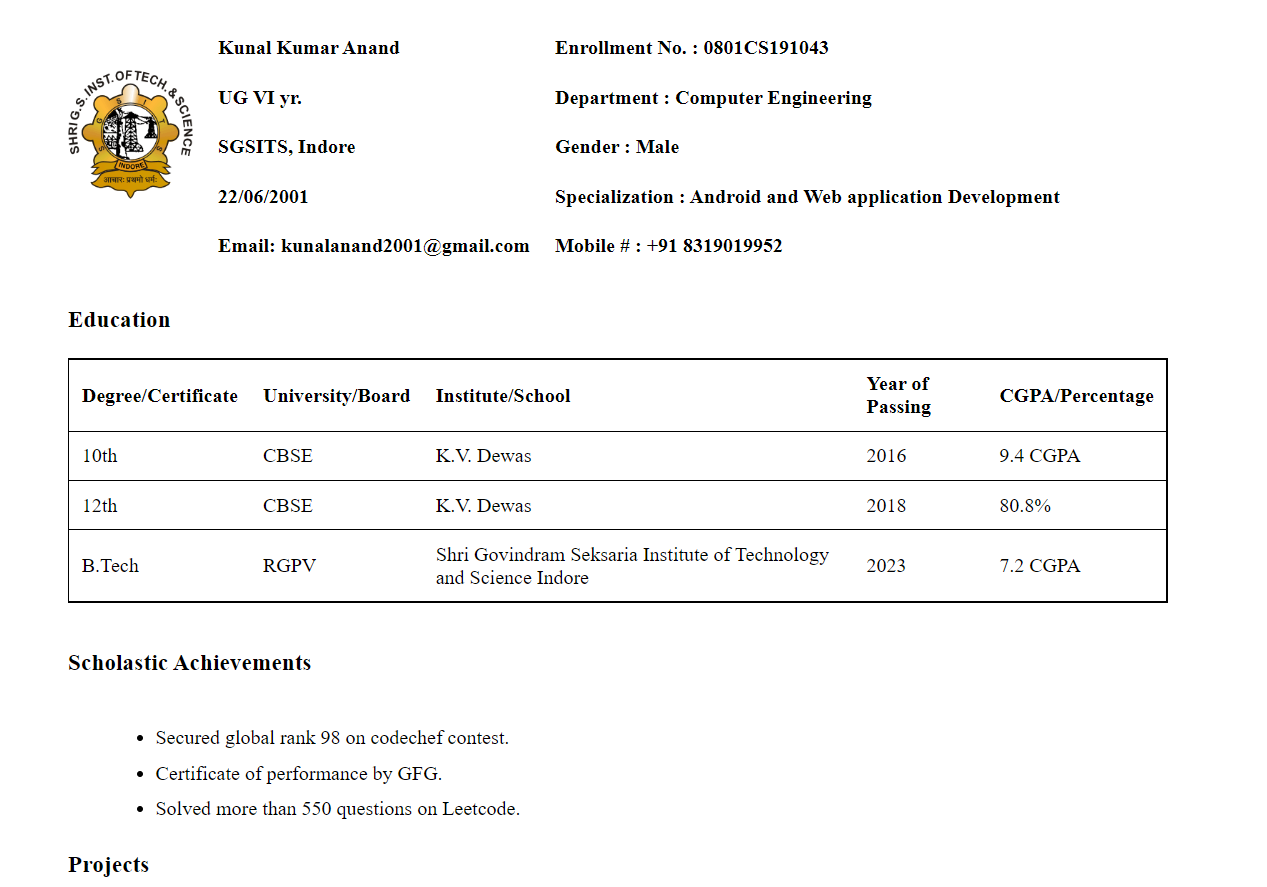 SHRI G.S. INST. OF TECH. & SCIENCE
S G S I T S
INDORE
आचारः प्रथमो धर्मः
Kunal Kumar Anand
Enrollment No. : 0801CS191043
UG VI yr.
Department : Computer Engineering
SGSITS, Indore
Gender : Male
22/06/2001
Specialization : Android and Web application Development
Email: kunalanand2001@gmail.com
Mobile # : +91 8319019952
Education
Degree/Certificate University/Board Institute/School Year of Passing CGPA/Percentage
10th CBSE K.V. Dewas 2016 9.4 CGPA
12th CBSE K.V. Dewas 2018 80.8%
B.Tech RGPV Shri Govindram Seksaria Institute of Technology
and Science Indore 2023 7.2 CGPA
Scholastic Achievements
• Secured global rank 98 on codechef contest.
• Certificate of performance by GFG.
• Solved more than 550 questions on Leetcode.
Projects